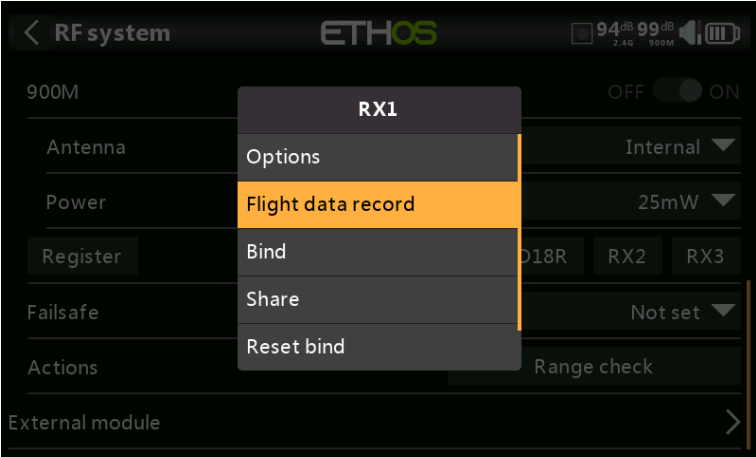 RF system
ETHOS
94dB 99dB
2.4G 900M
900M
OFF ON
RX1
Antenna
Internal
Options
Power
25mW
Flight data record
Register
Bind
D18R RX2 RX3
Failsafe
Not set
Share
Actions
Range check
Reset bind
External module